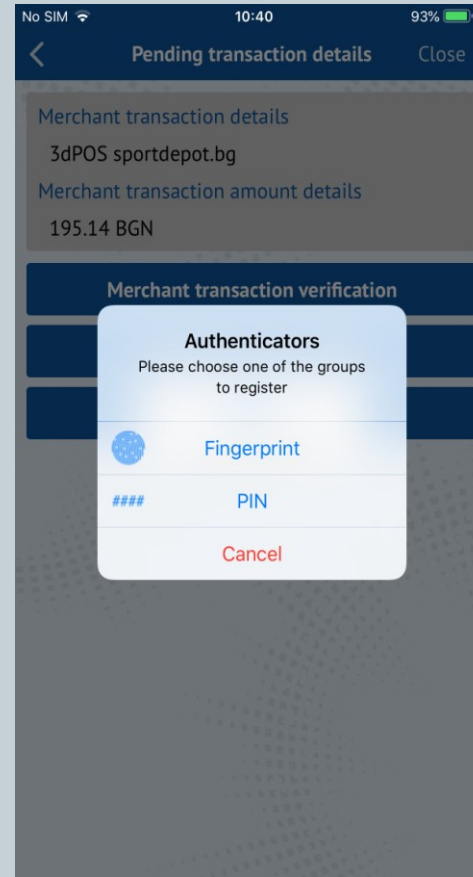 No SIM 10:40 93%
Pending transaction details Close
Merchant transaction details
3dPOS sportdepot.bg
Merchant transaction amount details
195.14 BGN
Merchant transaction verification
Authenticators
Please choose one of the groups
to register
Fingerprint
#### PIN
Cancel